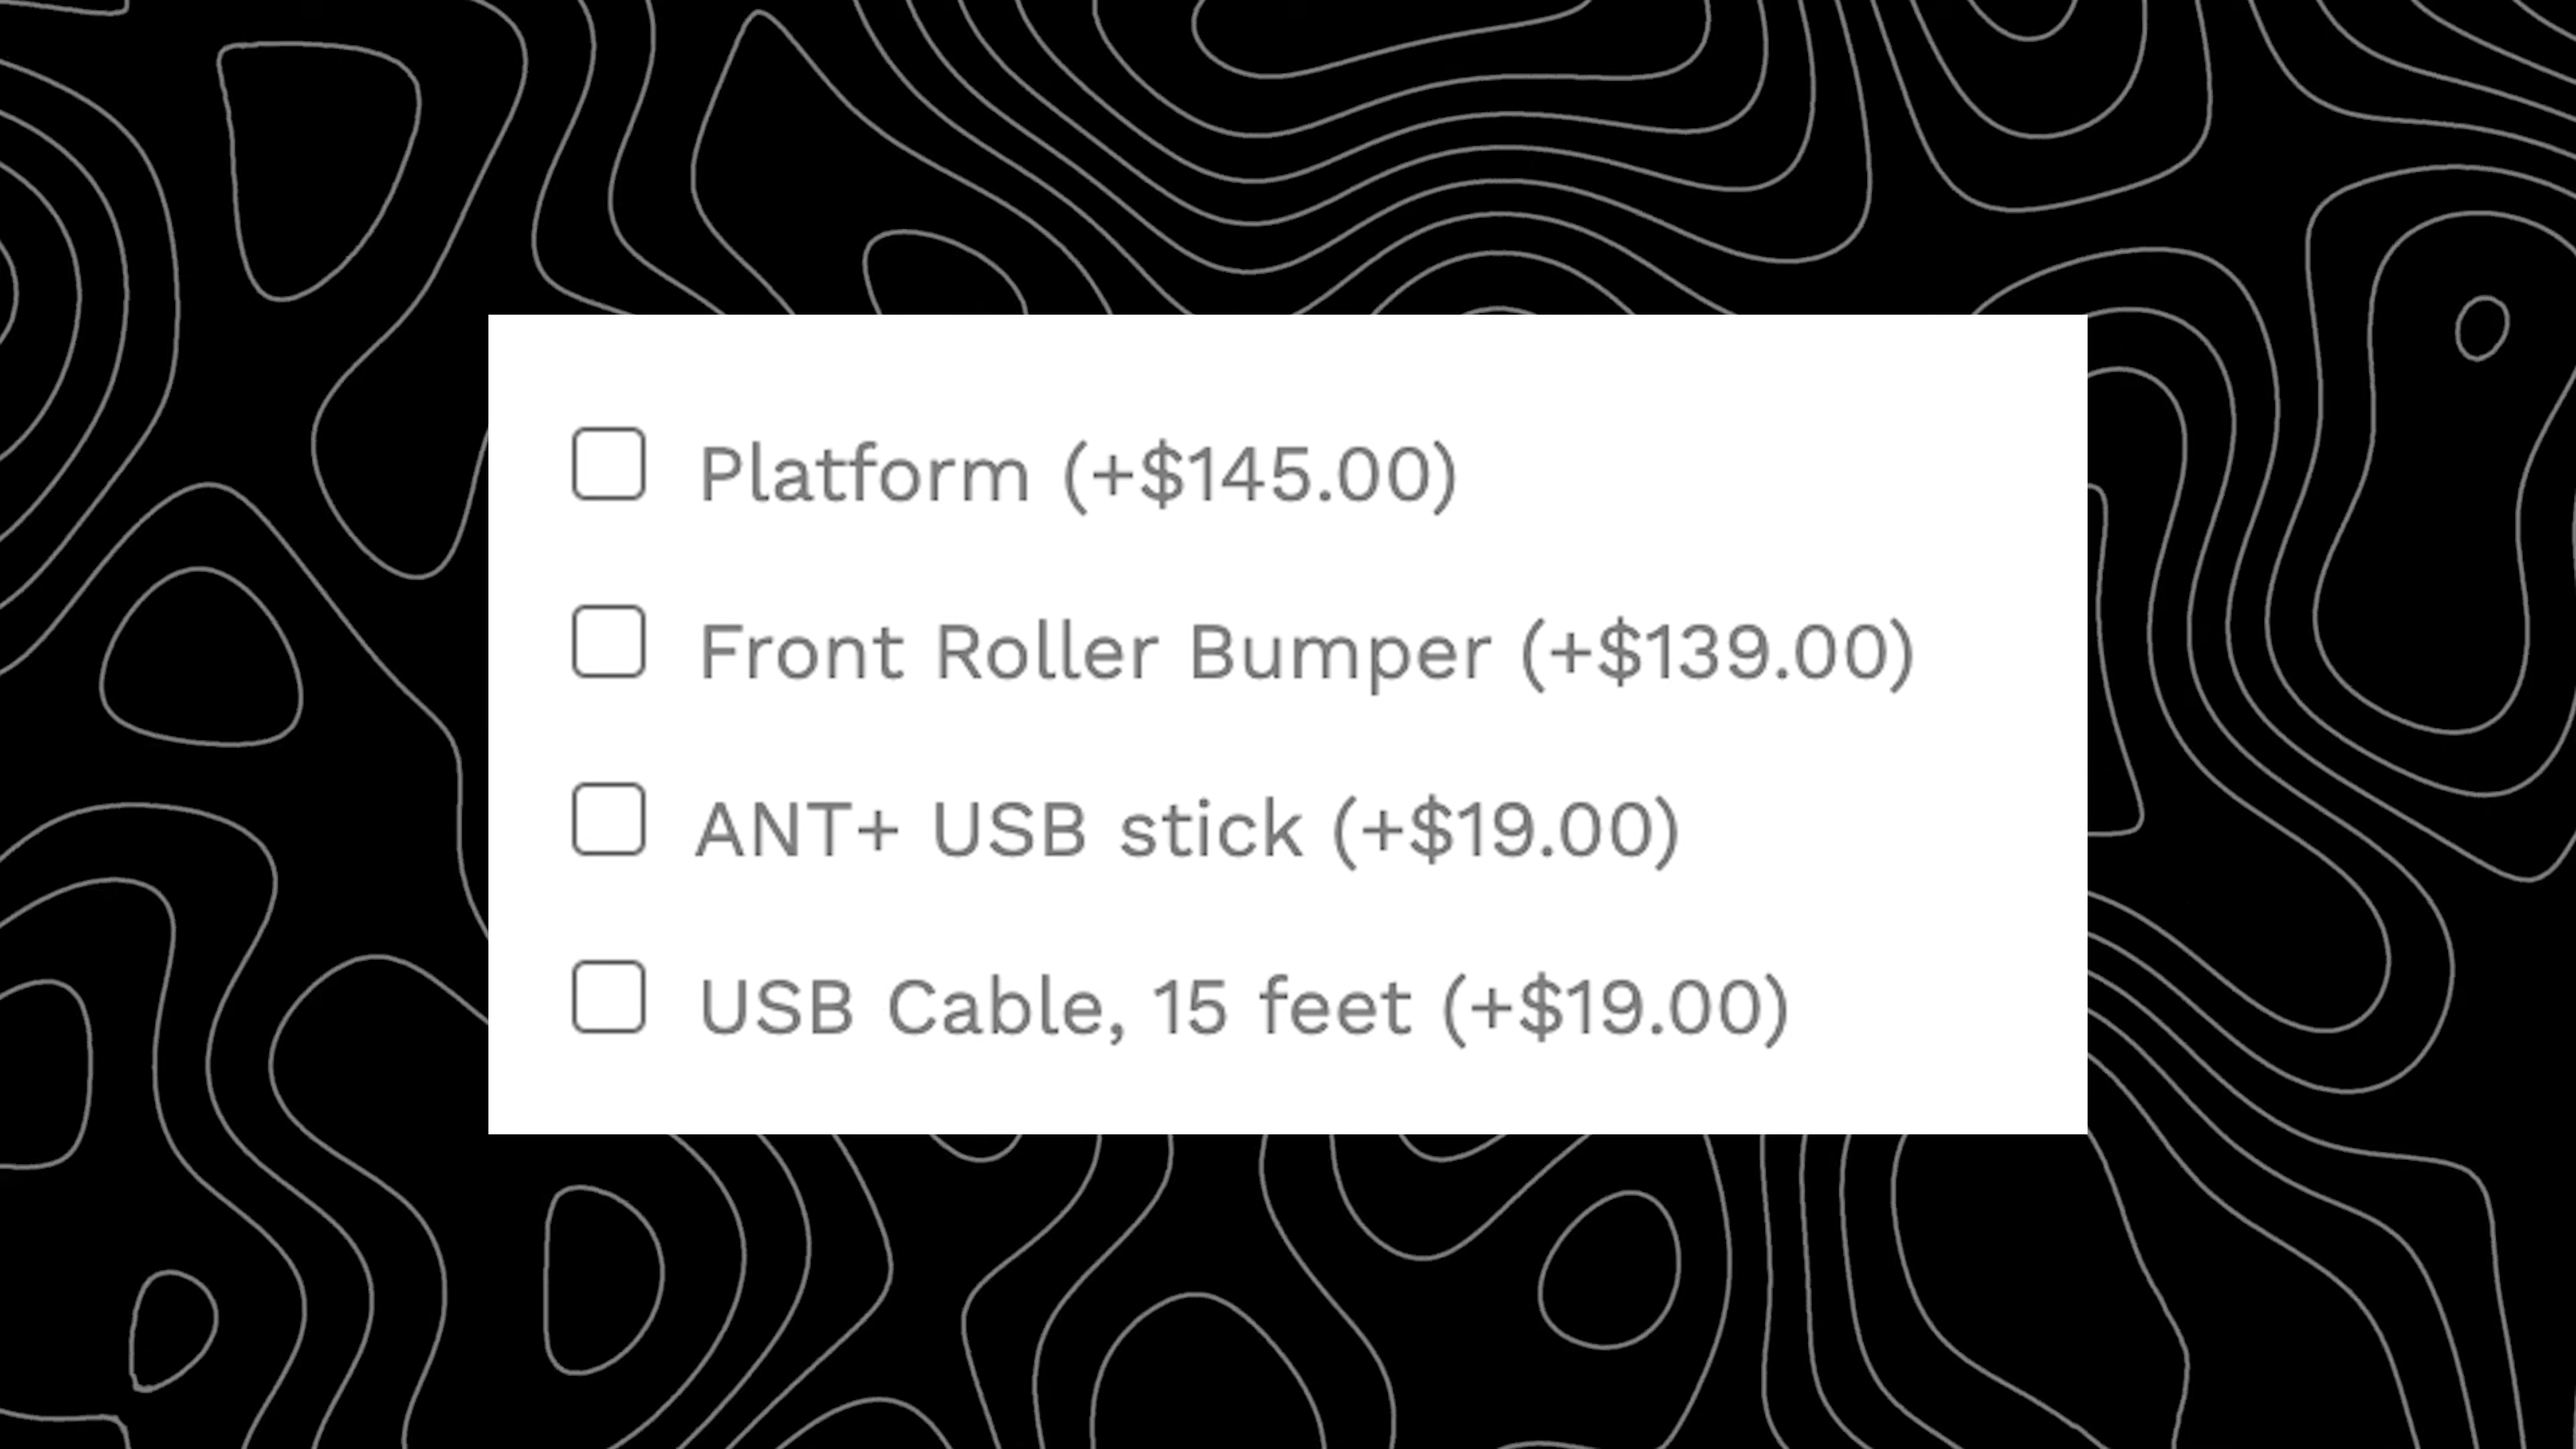 Platform (+$145.00)
Front Roller Bumper (+$139.00)
ANT+ USB stick (+$19.00)
USB Cable, 15 feet (+$19.00)